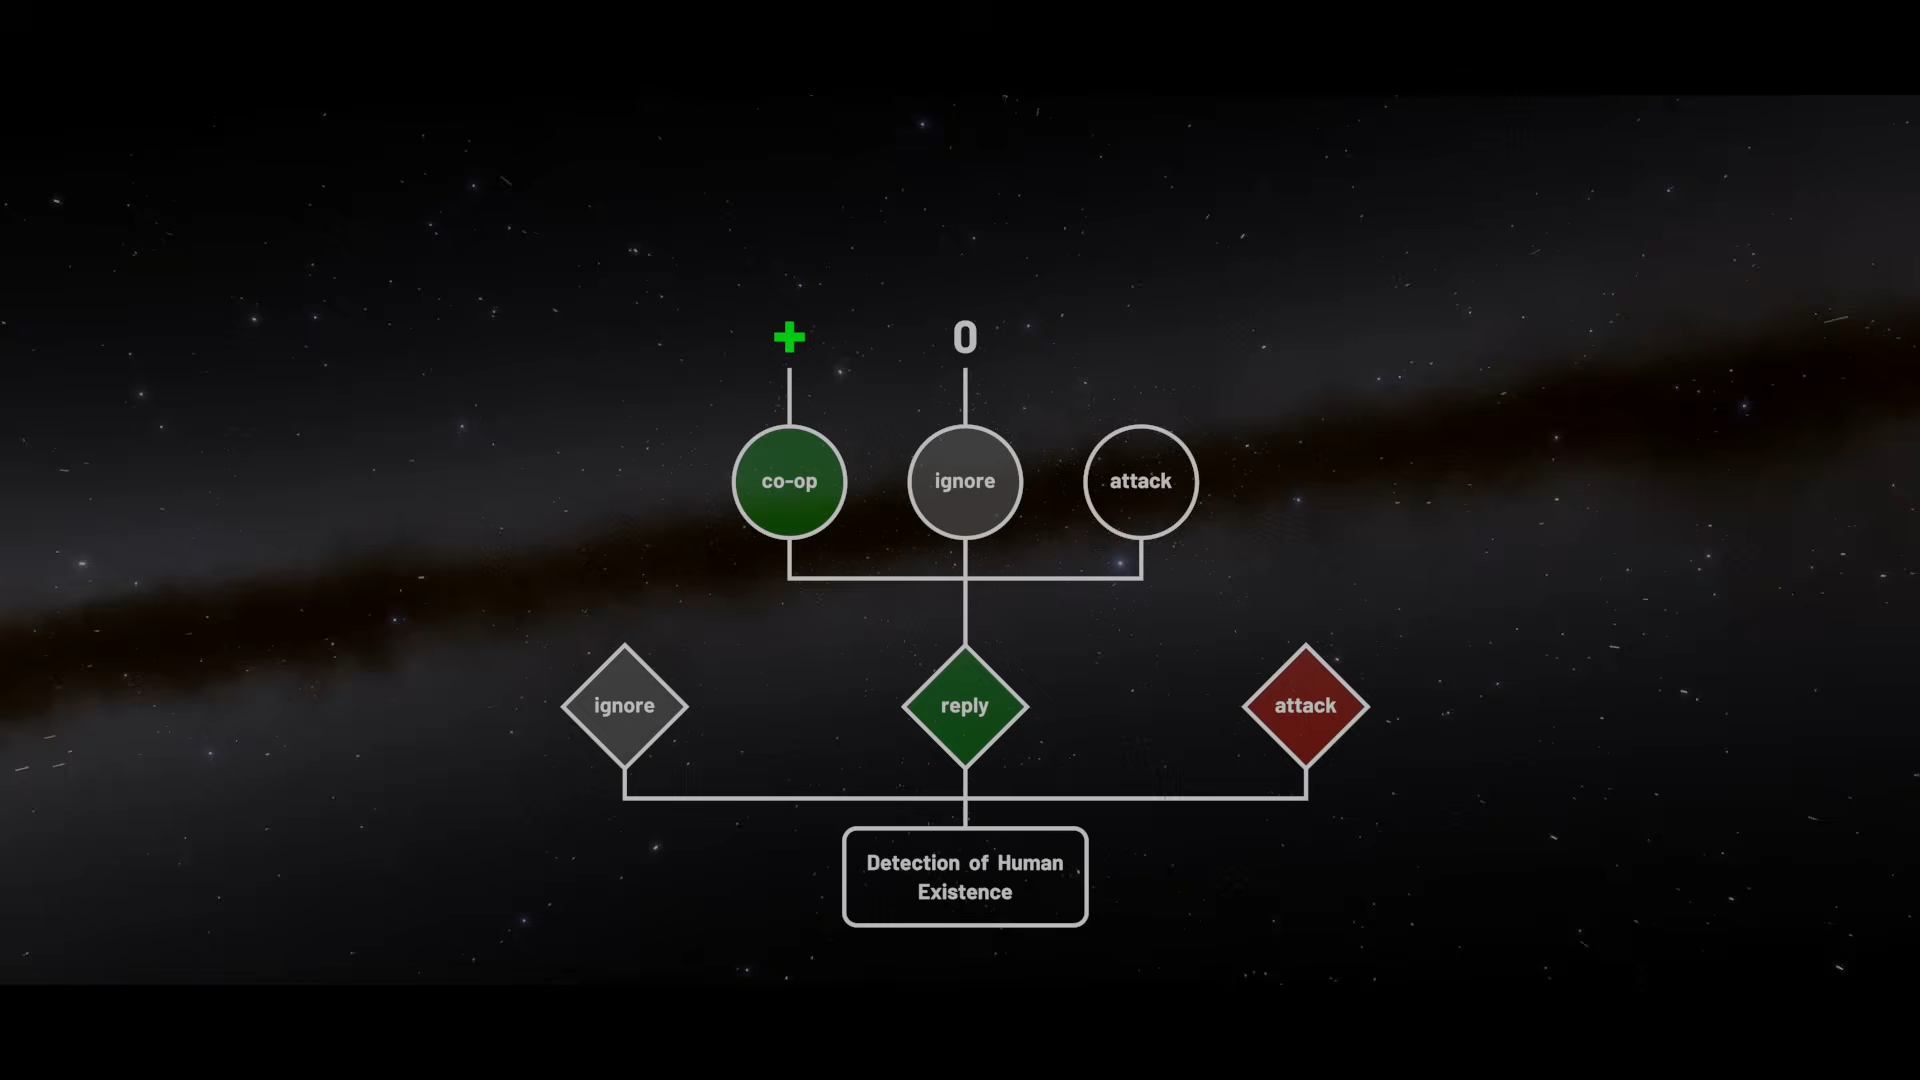 +
0
co-op
ignore
attack
ignore
reply
attack
Detection of Human
Existence